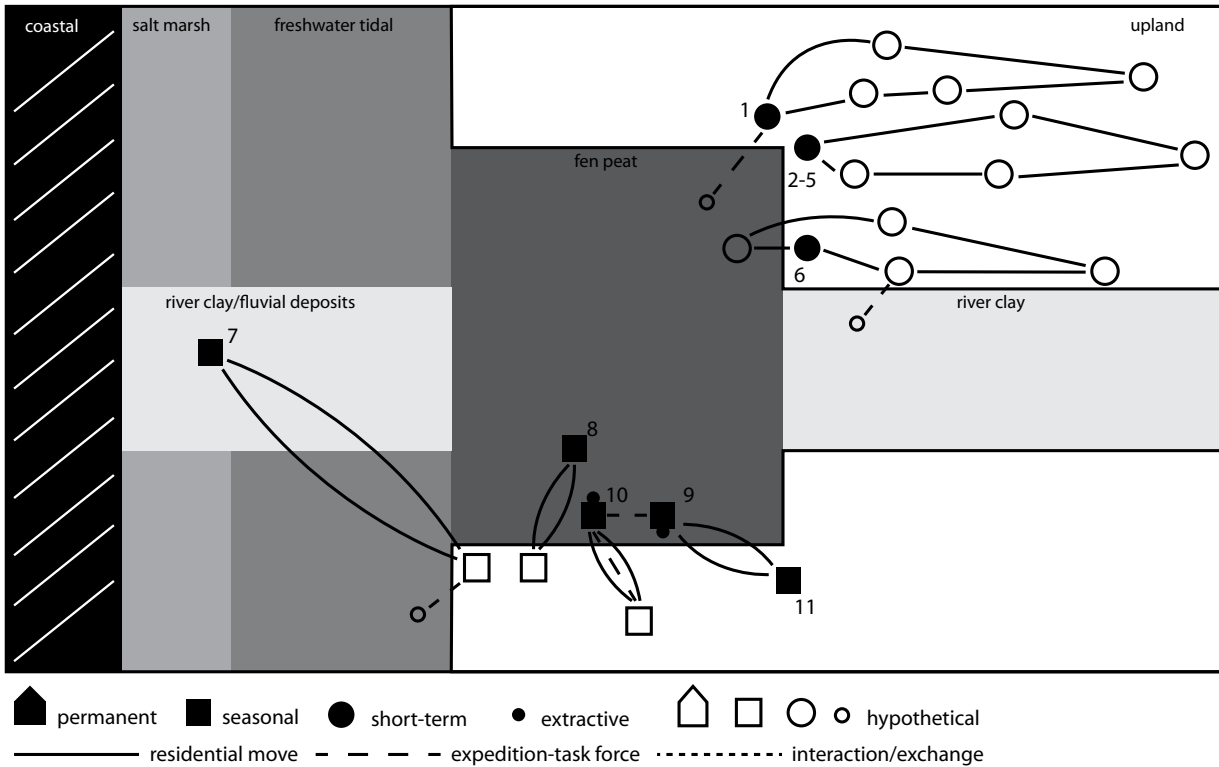 coastal
salt marsh
freshwater tidal
upland
1
fen peat
2-5
6
river clay/fluvial deposits
river clay
7
8
10
9
11
permanent
seasonal
short-term
extractive
hypothetical
residential move
expedition-task force
interaction/exchange